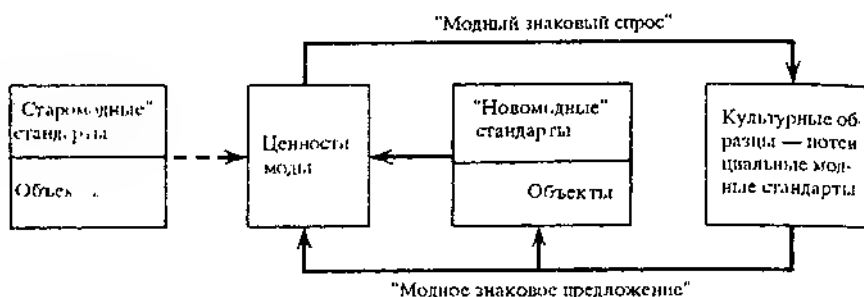 "Модный знаковый спрос"
Старомодные"
стандарты
Объек
Ценности
моды
"Новомодные"
стандарты
Объекты
Культурные об-
разцы — потен
циальные мод-
ные стандарты
"Модное знаковое предложение"